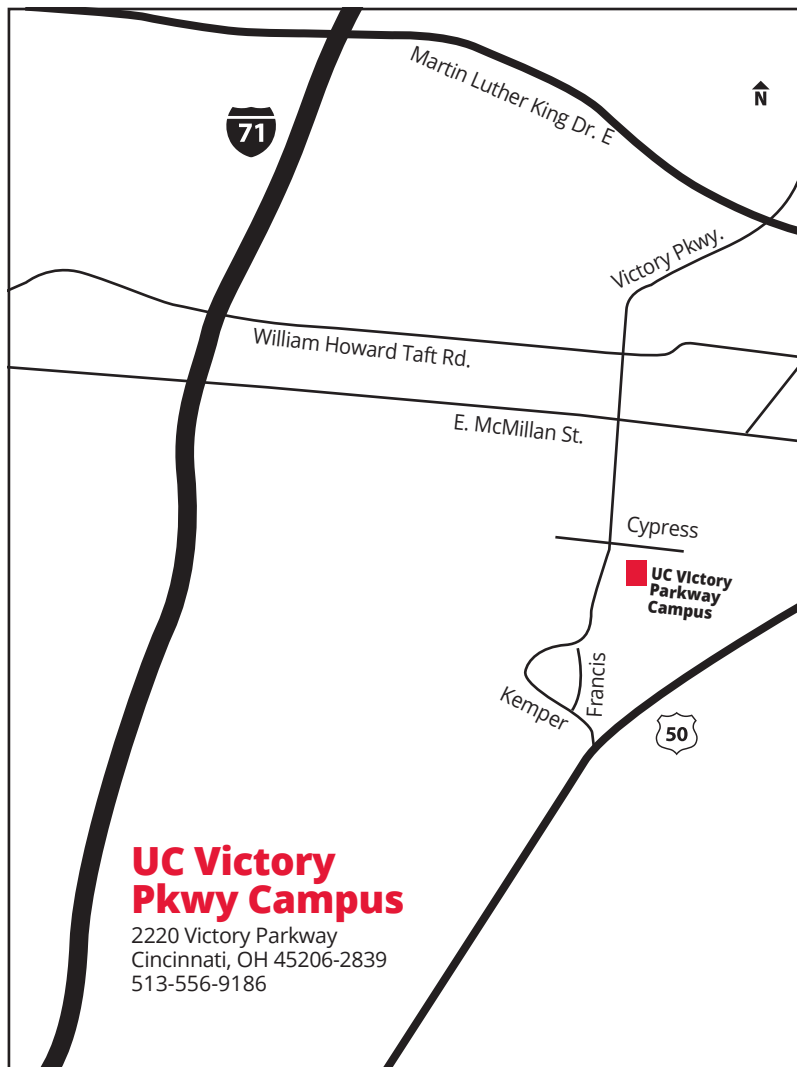 Martin Luther King Dr. E
N
71
Victory Pkwy.
William Howard Taft Rd.
E. McMillan St.
Cypress
UC Victory
Parkway
Campus
Francis
Kemper
50
UC Victory
Pkwy Campus
2220 Victory Parkway
Cincinnati, OH 45206-2839
513-556-9186